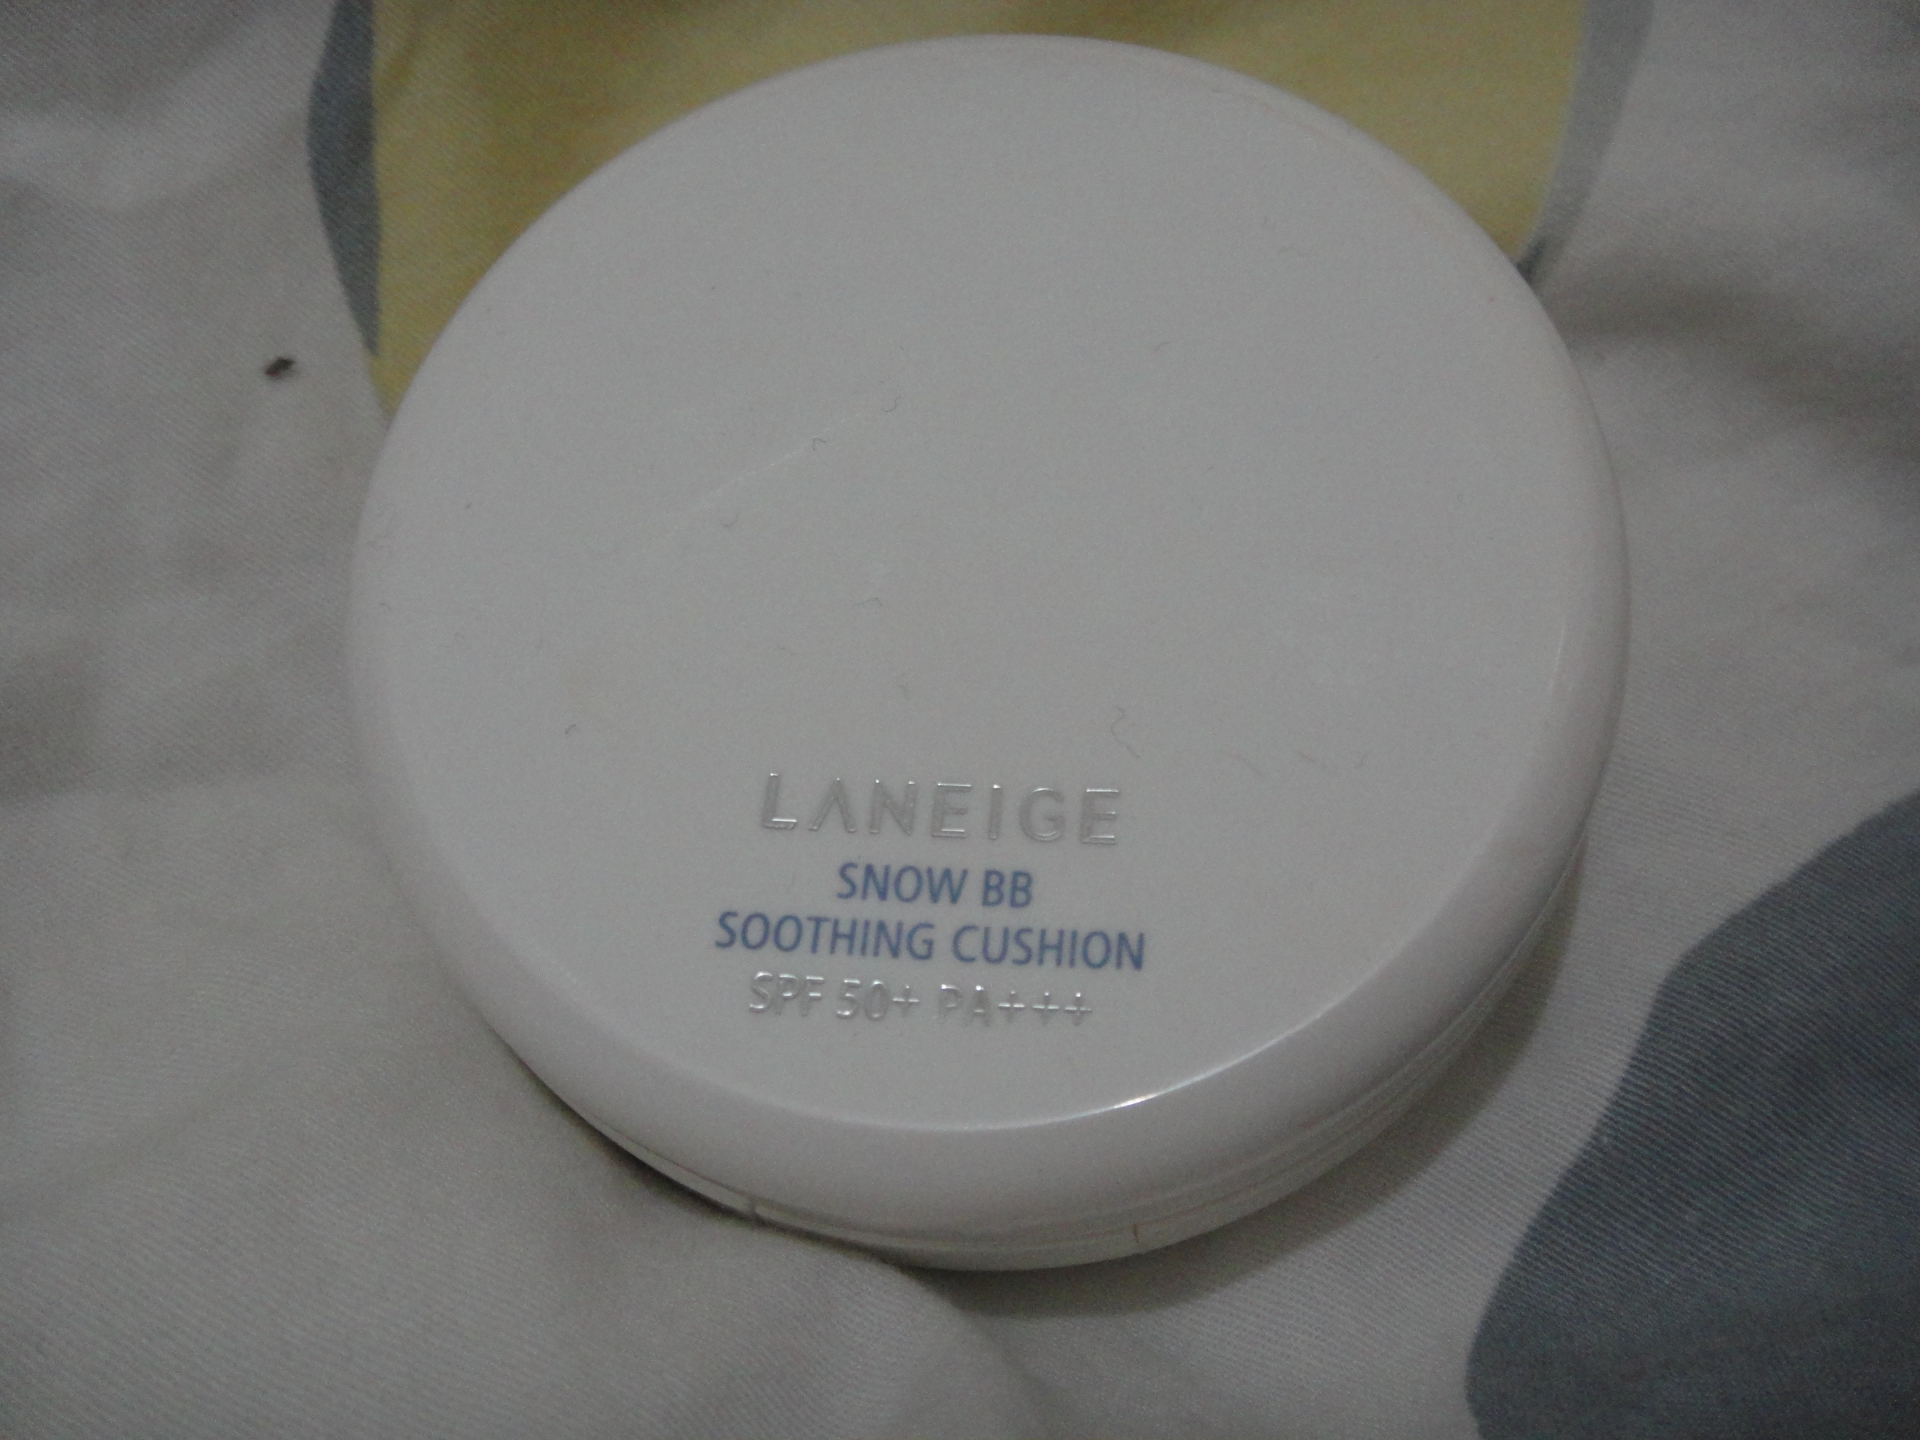 LANEIGE
SNOW BB
SOOTHING CUSHION
SPF 50+ PA+++